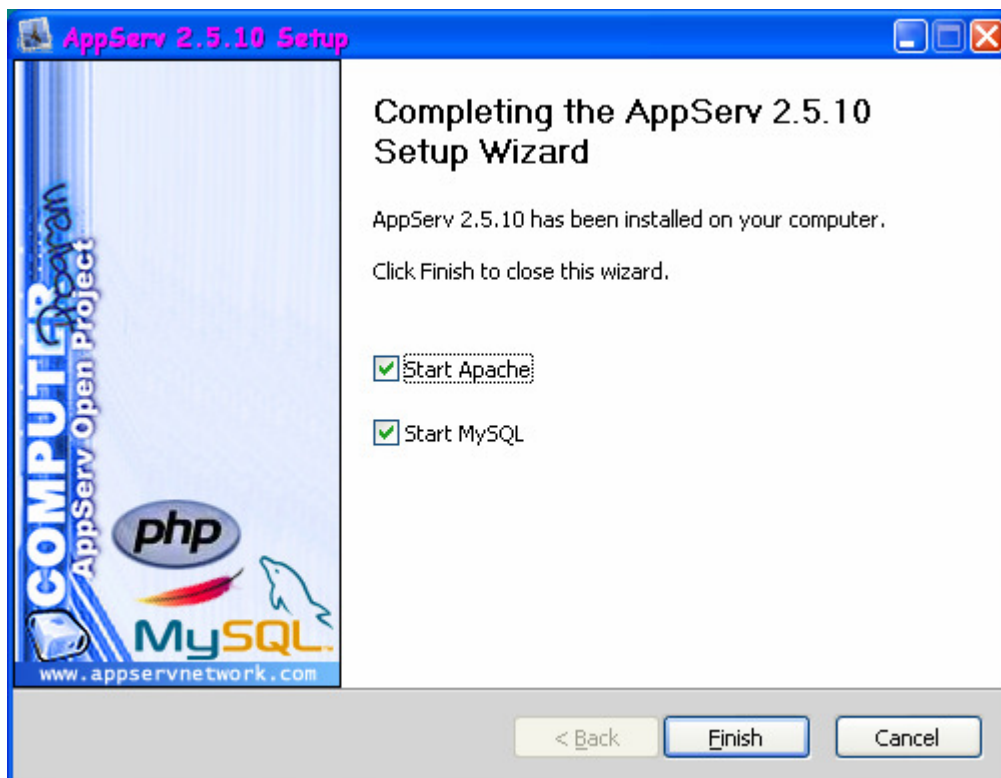 AppServ 2.5.10 Setup
Completing the AppServ 2.5.10
Setup Wizard
AppServ 2.5.10 has been installed on your computer.
Click Finish to close this wizard.
Start Apache
Start MySQL
COMPUTER
Program
AppServ Open Project
php
MySQL
www.appservnetwork.com
< Back
Finish
Cancel